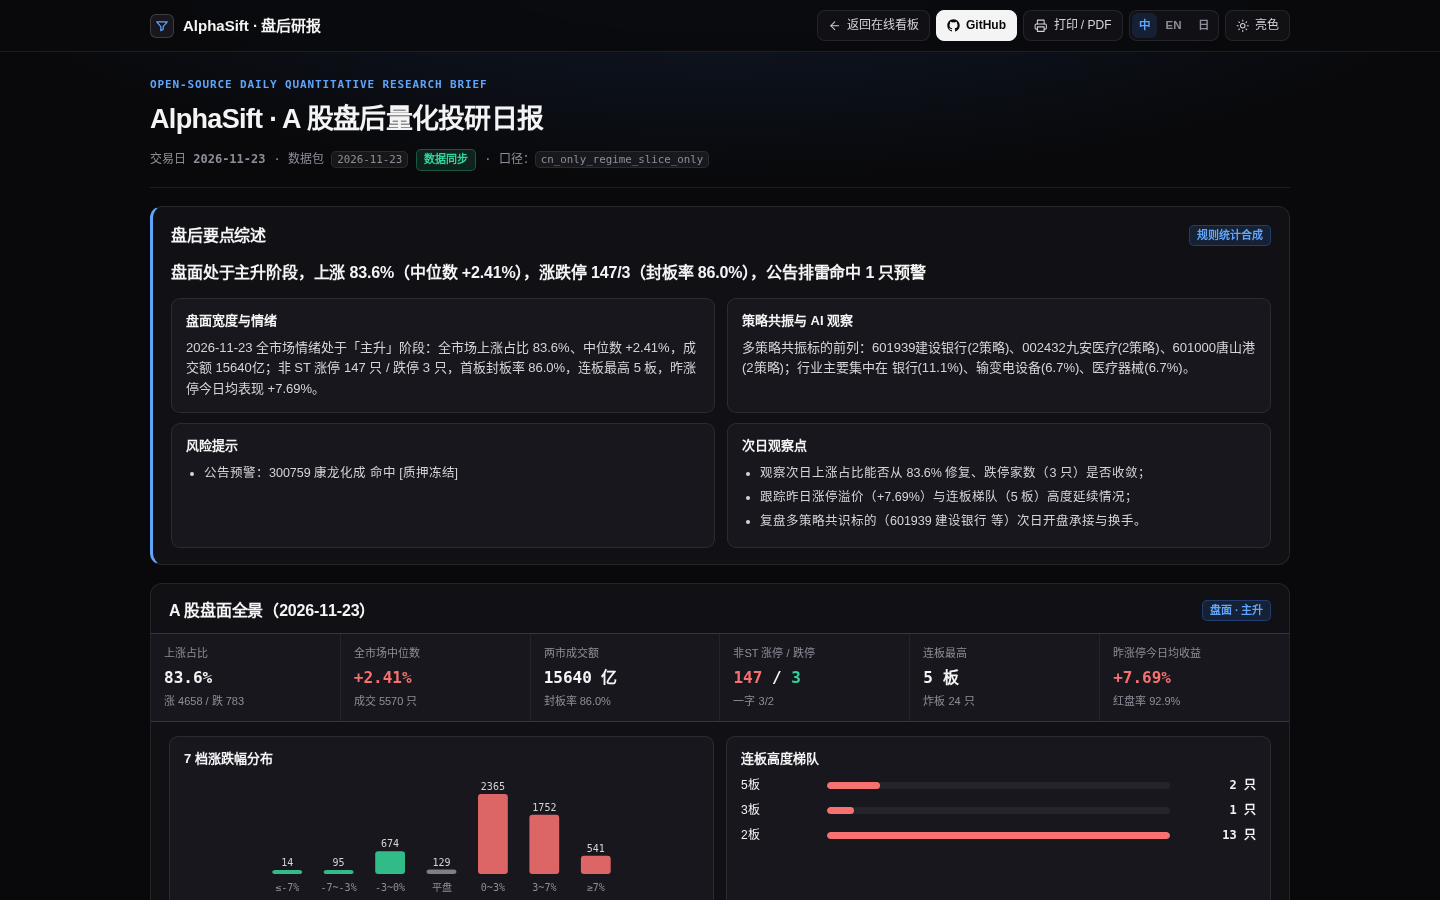 AlphaSift · 盘后研报
返回在线看板
GitHub
打印 / PDF
中 EN 日
亮色
OPEN-SOURCE DAILY QUANTITATIVE RESEARCH BRIEF
AlphaSift · A 股盘后量化投研日报
交易日 2026-11-23 · 数据包 2026-11-23 数据同步 · 口径：cn_only_regime_slice_only
盘后要点综述
规则统计合成
盘面处于主升阶段，上涨 83.6%（中位数 +2.41%），涨跌停 147/3（封板率 86.0%），公告排雷命中 1 只预警
盘面宽度与情绪
2026-11-23 全市场情绪处于「主升」阶段：全市场上涨占比 83.6%、中位数 +2.41%，成
交额 15640亿；非 ST 涨停 147 只 / 跌停 3 只，首板封板率 86.0%，连板最高 5 板，昨涨
停今日均表现 +7.69%。
策略共振与 AI 观察
多策略共振标的前列：601939建设银行(2策略)、002432九安医疗(2策略)、601000唐山港
(2策略)；行业主要集中在 银行(11.1%)、输变电设备(6.7%)、医疗器械(6.7%)。
风险提示
• 公告预警：300759 康龙化成 命中 [质押冻结]
次日观察点
• 观察次日上涨占比能否从 83.6% 修复、跌停家数（3 只）是否收敛；
• 跟踪昨日涨停溢价（+7.69%）与连板梯队（5 板）高度延续情况；
• 复盘多策略共识标的（601939 建设银行 等）次日开盘承接与换手。
A 股盘面全景（2026-11-23）
盘面 · 主升
上涨占比
83.6%
涨 4658 / 跌 783
全市场中位数
+2.41%
成交 5570 只
两市成交额
15640 亿
封板率 86.0%
非ST 涨停 / 跌停
147 / 3
一字 3/2
连板最高
5 板
炸板 24 只
昨涨停今日均收益
+7.69%
红盘率 92.9%
7 档涨跌幅分布
14 95 674 129 2365 1752 541
≤-7% -7~-3% -3~0% 平盘 0~3% 3~7% ≥7%
连板高度梯队
5板 2 只
3板 1 只
2板 13 只